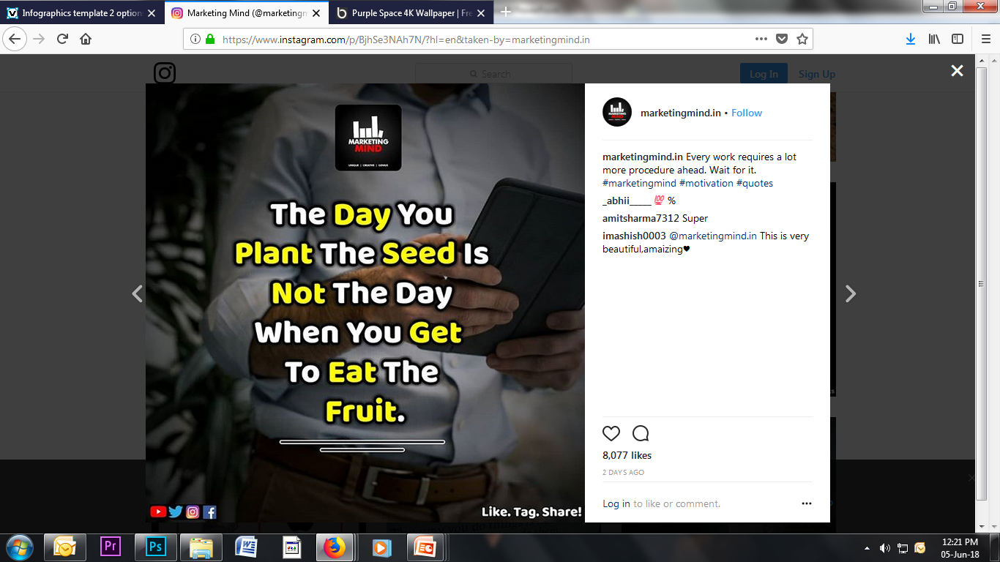 Infographics template 2 option
Marketing Mind (@marketingm
Purple Space 4K Wallpaper | Fre
https://www.instagram.com/p/BjhSe3NAh7N/?hl=en&taken-by=marketingmind.in
Search
Log In
Sign Up
MARKETING
MIND
UNIQUE | CREATIVE | GENIUS
The Day You
Plant The Seed Is
Not The Day
When You Get
To Eat The
Fruit.
Like. Tag. Share!
marketingmind.in • Follow
marketingmind.in Every work requires a lot
more procedure ahead. Wait for it.
#marketingmind #motivation #quotes
_abhii_____ 💯 %
amitsharma7312 Super
imashish0003 @marketingmind.in This is very
beautiful,amaizing♥
8,077 likes
2 DAYS AGO
Log in to like or comment.
Pr
Ps
12:21 PM
05-Jun-18